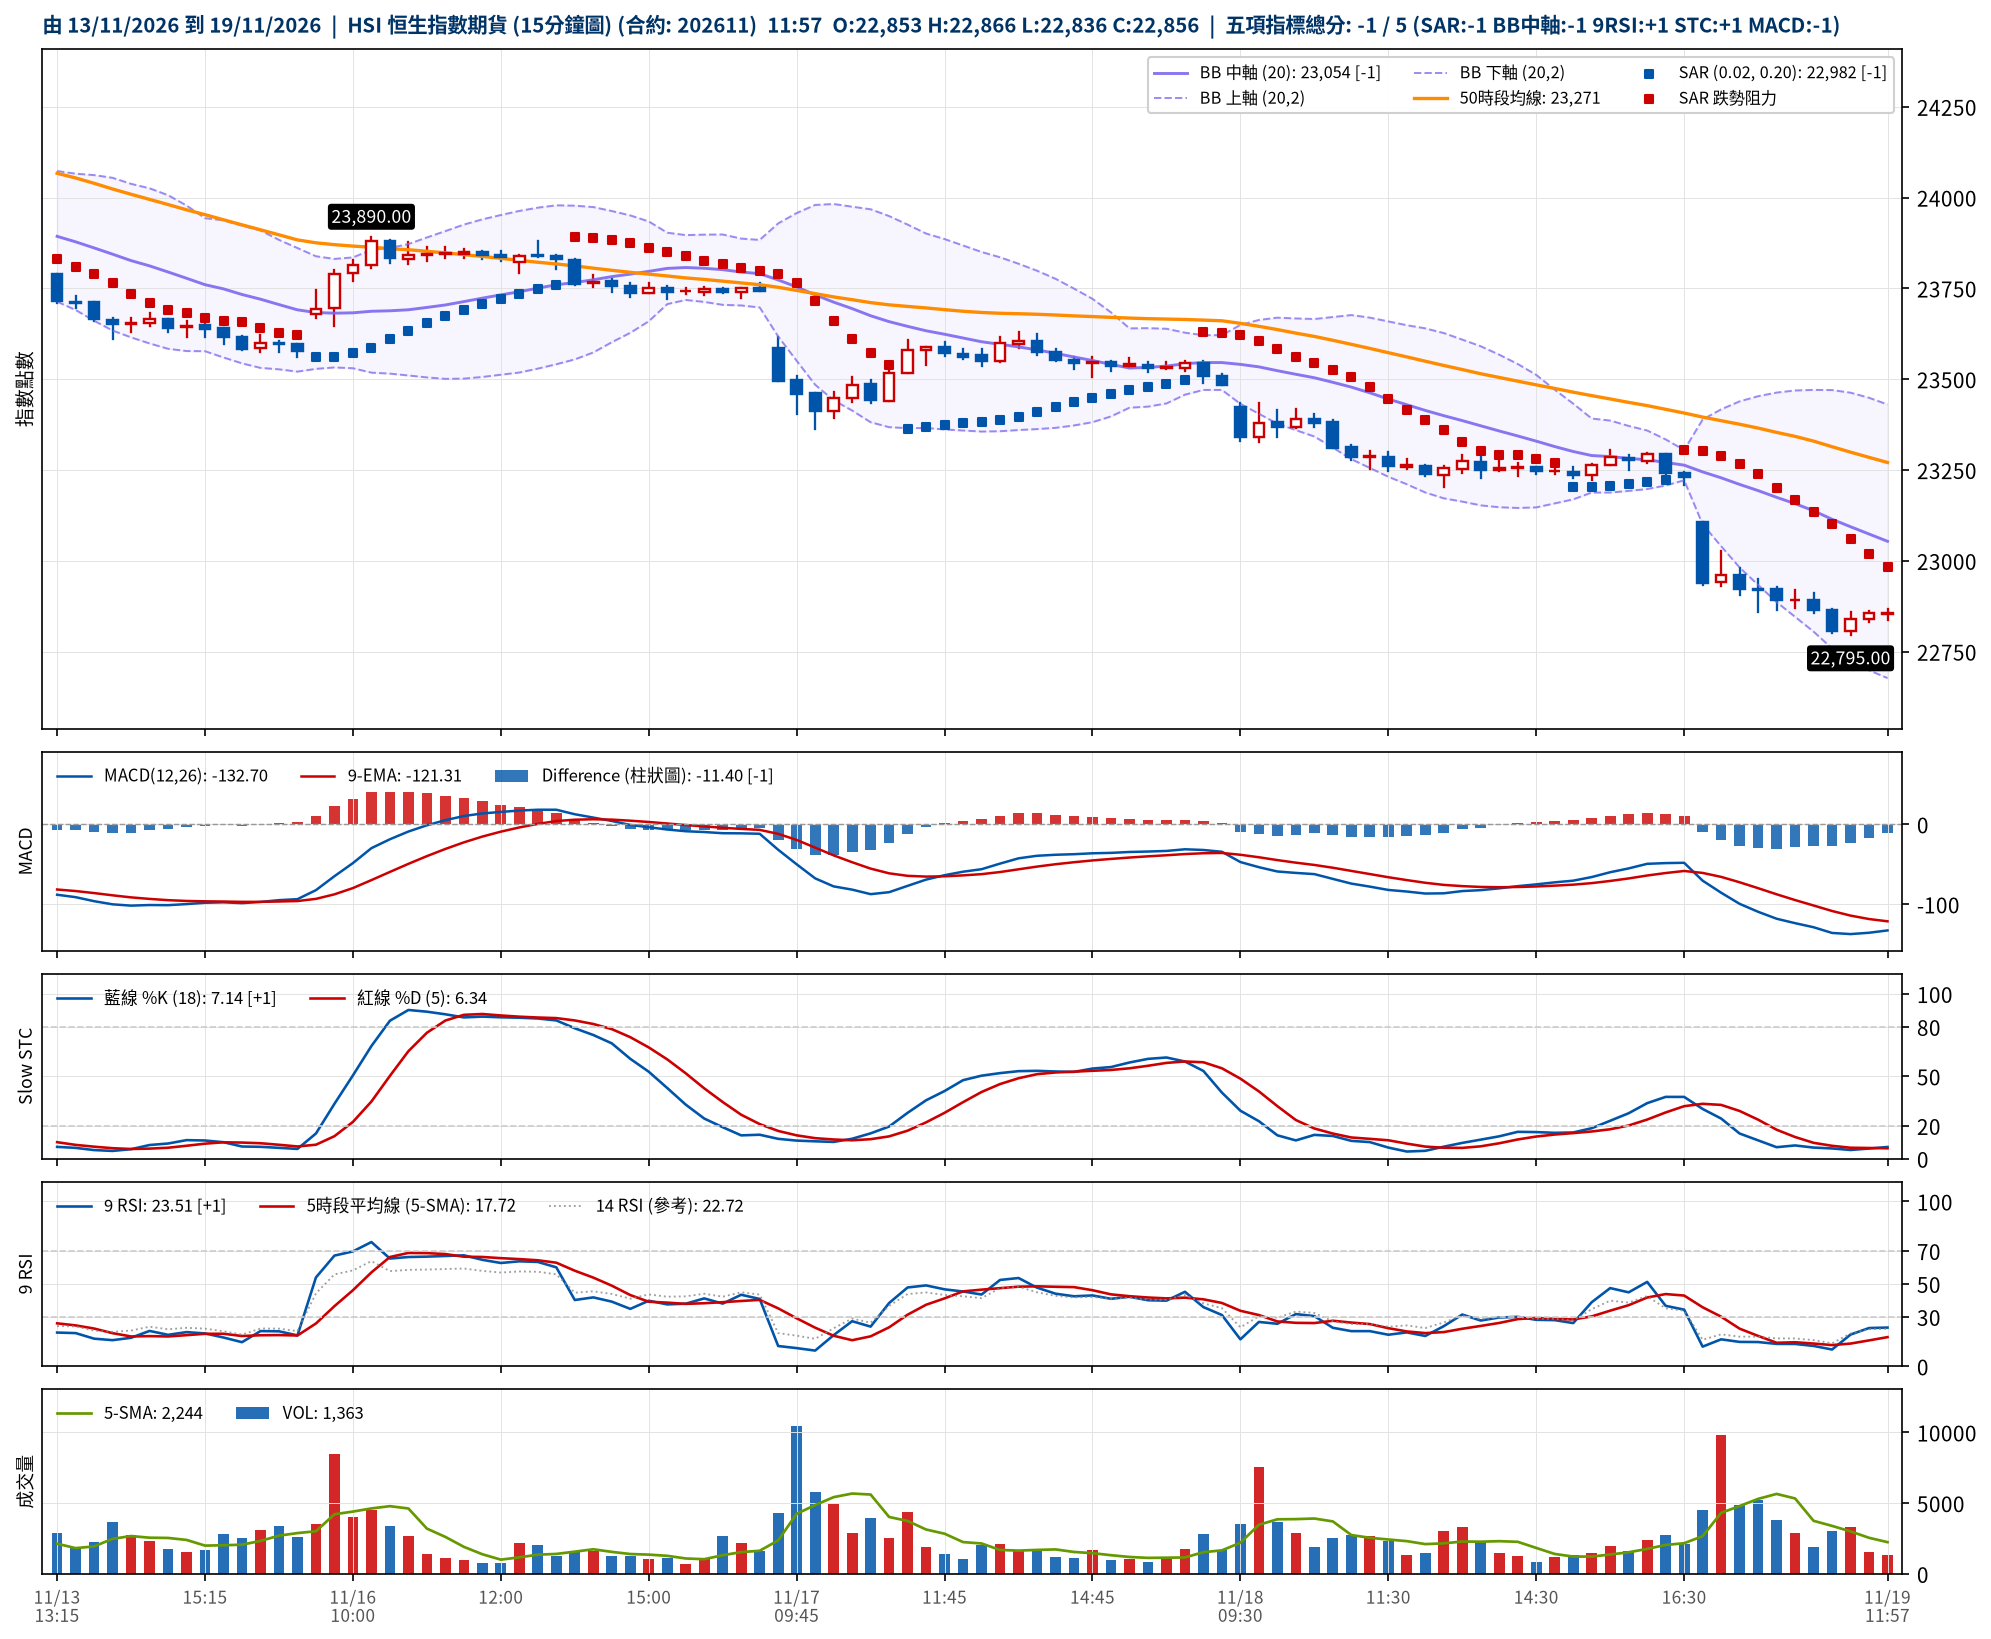 由 13/11/2026 到 19/11/2026 | HSI 恒生指數期貨 (15分鐘圖) (合約: 202611) 11:57 O:22,853 H:22,866 L:22,836 C:22,856 | 五項指標總分: -1 / 5 (SAR:-1 BB中軸:-1 9RSI:+1 STC:+1 MACD:-1)
BB 中軸 (20): 23,054 [-1]
BB 下軸 (20,2)
SAR (0.02, 0.20): 22,982 [-1]
BB 上軸 (20,2)
50時段均線: 23,271
SAR 跌勢阻力
指數點數
23,890.00
22,795.00
24250
24000
23750
23500
23250
23000
22750
MACD(12,26): -132.70
9-EMA: -121.31
Difference (柱狀圖): -11.40 [-1]
MACD
0
-100
藍線 %K (18): 7.14 [+1]
紅線 %D (5): 6.34
Slow STC
100
80
50
20
0
9 RSI: 23.51 [+1]
5時段平均線 (5-SMA): 17.72
14 RSI (參考): 22.72
9 RSI
100
70
50
30
0
5-SMA: 2,244
VOL: 1,363
成交量
10000
5000
0
11/13
13:15
15:15
11/16
10:00
12:00
15:00
11/17
09:45
11:45
14:45
11/18
09:30
11:30
14:30
16:30
11/19
11:57